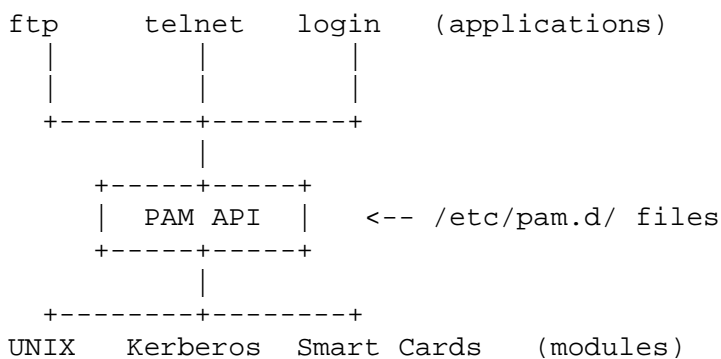 ftp telnet login (applications)
PAM API <-- /etc/pam.d/ files
UNIX Kerberos Smart Cards (modules)